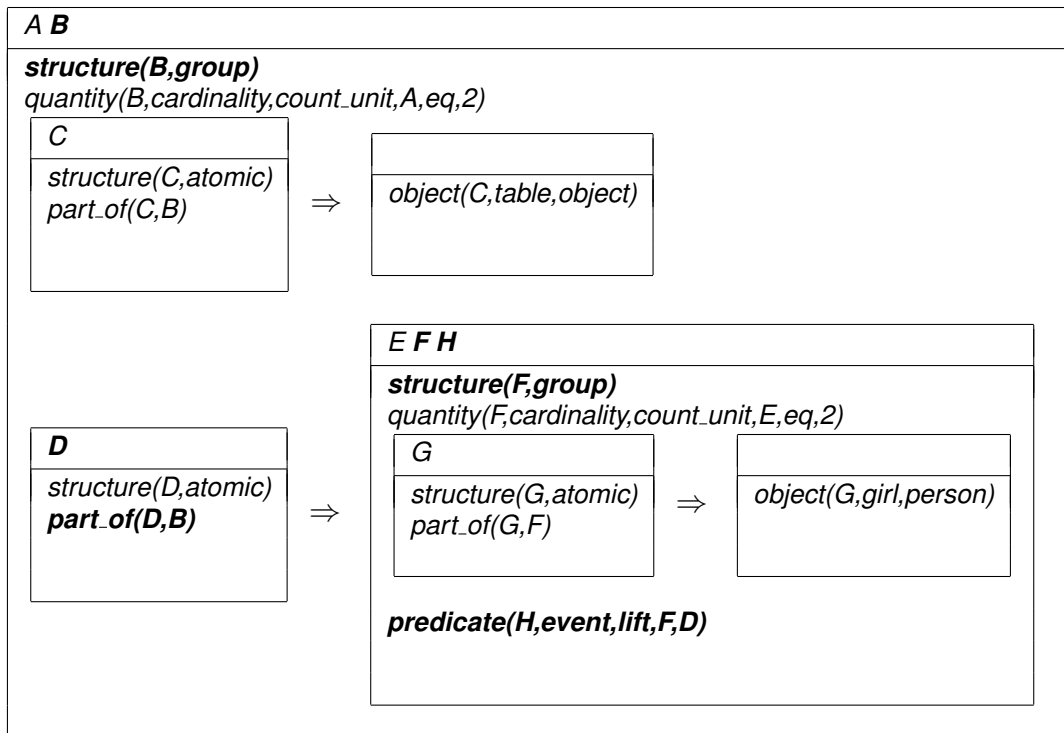 A B
structure(B,group)
quantity(B,cardinality,count_unit,A,eq,2)
C
structure(C,atomic)
part_of(C,B)
⇒
object(C,table,object)
D
structure(D,atomic)
part_of(D,B)
⇒
E F H
structure(F,group)
quantity(F,cardinality,count_unit,E,eq,2)
G
structure(G,atomic)
part_of(G,F)
⇒
object(G,girl,person)
predicate(H,event,lift,F,D)